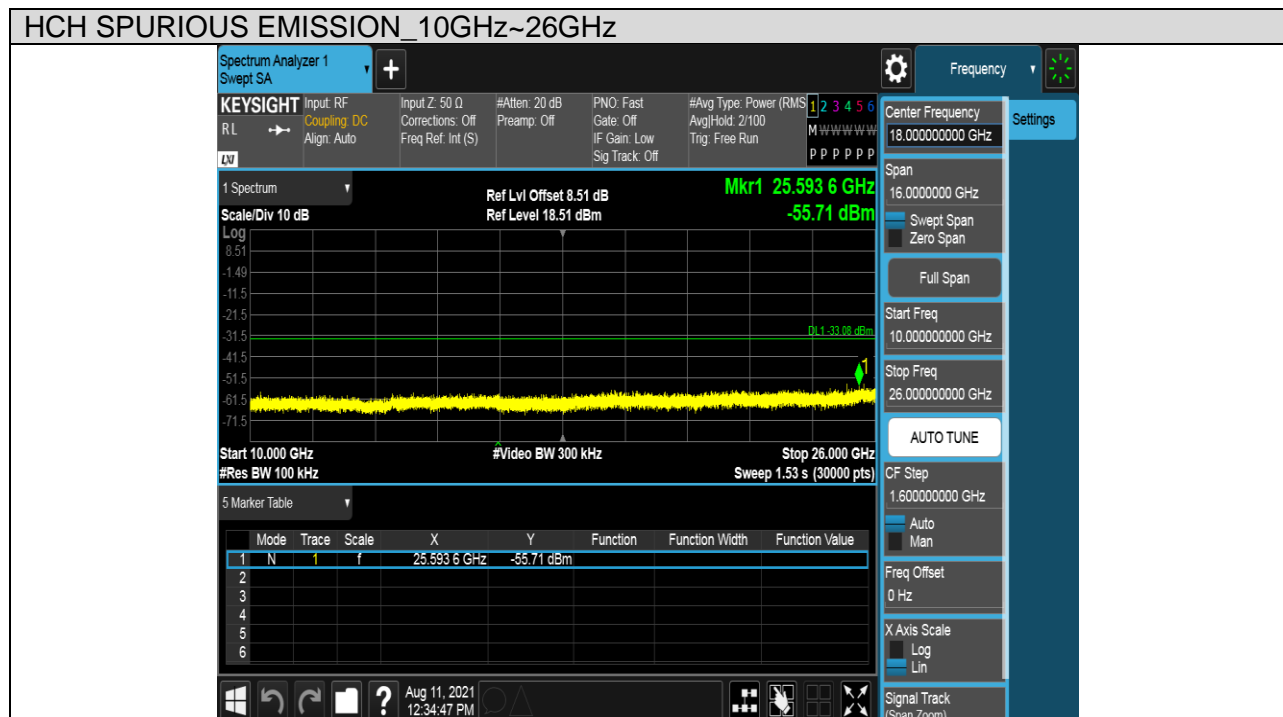 HCH SPURIOUS EMISSION_10GHz~26GHz
Spectrum Analyzer 1
Swept SA
+
Frequency
KEYSIGHT Input: RF Input Z: 50 Ω #Atten: 20 dB PNO: Fast #Avg Type: Power (RMS 1 2 3 4 5 6
RL Coupling: DC Corrections: Off Preamp: Off Gate: Off Avg|Hold: 2/100 M W W W W W
Align: Auto Freq Ref: Int (S) IF Gain: Low Trig: Free Run
LXI Sig Track: Off P P P P P P
1 Spectrum
Ref Lvl Offset 8.51 dB Mkr1 25.593 6 GHz
Scale/Div 10 dB Ref Level 18.51 dBm -55.71 dBm
Log
8.51
-1.49
-11.5
-21.5
DL1 -33.08 dBm
-31.5
-41.5
1
-51.5
-61.5
-71.5
Start 10.000 GHz #Video BW 300 kHz Stop 26.000 GHz
#Res BW 100 kHz Sweep 1.53 s (30000 pts)
5 Marker Table
Mode Trace Scale X Y Function Function Width Function Value
1 N 1 f 25.593 6 GHz -55.71 dBm
2
3
4
5
6
? Aug 11, 2021
12:34:47 PM
Center Frequency
18.000000000 GHz
Settings
Span
16.0000000 GHz
Swept Span
Zero Span
Full Span
Start Freq
10.000000000 GHz
Stop Freq
26.000000000 GHz
AUTO TUNE
CF Step
1.600000000 GHz
Auto
Man
Freq Offset
0 Hz
X Axis Scale
Log
Lin
Signal Track
(Span Zoom)